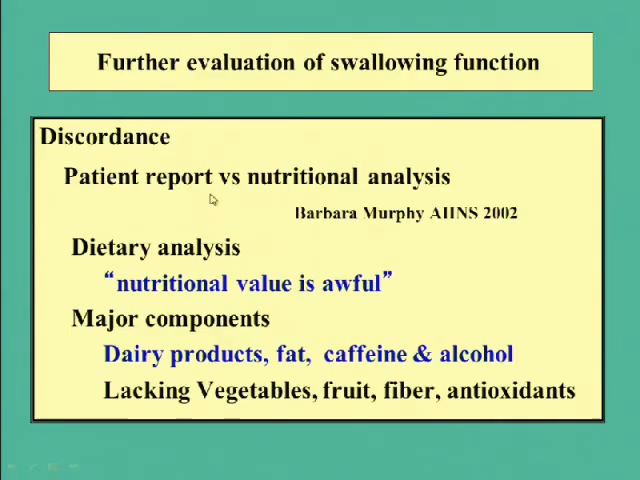 Further evaluation of swallowing function
Discordance
Patient report vs nutritional analysis
Barbara Murphy AHNS 2002
Dietary analysis
“nutritional value is awful”
Major components
Dairy products, fat, caffeine & alcohol
Lacking Vegetables, fruit, fiber, antioxidants